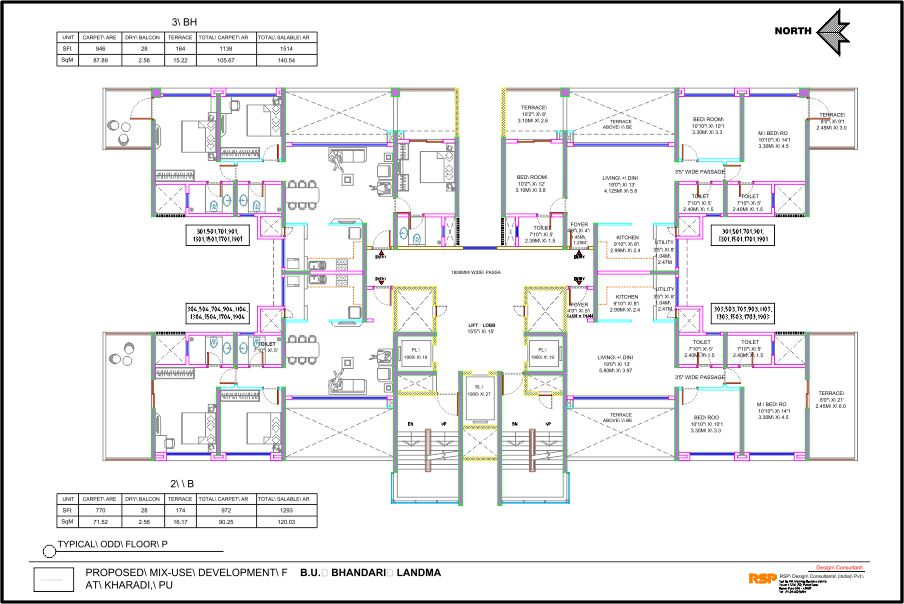 3\ BH
NORTH
UNIT CARPET\ ARE DRY\ BALCON TERRACE TOTAL\ CARPET\ AR TOTAL\ SALABLE\ AR
SFt 946 28 164 1138 1514
SqM 87.89 2.56 15.22 105.67 140.54
TERRACE\
10'2"\ X\ 8'
3.10M\ X\ 2.6
TERRACE
ABOVE\ \ BE
BED\ ROOM\
10'10"\ X\ 11'
3.30M\ X\ 3.3
M.\ BED\ RO
10'10"\ X\ 14'1
3.30M\ X\ 4.5
TERRACE\
8'0"\ X\ 9'1
2.45M\ X\ 3.0
BED\ ROOM\
10'2"\ X\ 12'
3.10M\ X\ 3.8
LIVING\ +\ DINI
19'0"\ X\ 13'
4.125M\ X\ 5.8
3'5" WIDE PASSAGE
TOILET
7'10"\ X\ 5'
2.40M\ X\ 1.5
TOILET
7'10"\ X\ 5'
2.40M\ X\ 1.5
301,501,701,901,
1301,1501,1701,1901
TOILET
7'10"\ X\ 5'
2.39M\ X\ 1.5
FOYER
KITCHEN
9'10"\ X\ 8'\
2.99M\ X\ 2.4
UTILITY
3'5"\ X\ 8'
1.04M\
2.47M
301,501,701,901,
1301,1501,1701,1901
ENTRY
ENTRY
1800MM\ WIDE\ PASSA
ENTRY
ENTRY
304,504,704,904,1104,
1304,1504,1704,1904
LIFT LOBB
15'5"\ X\ 15'
FOYER
4'9"\ X\ 5'
KITCHEN
9'10"\ X\ 8'\
2.99M\ X\ 2.4
UTILITY
3'5"\ X\ 8'
1.04M\
2.47M
303,503,703,903,1103,
1303,1503,1703,1903
TOILET
7'10"\ X\ 5'
PL\
1900\ X\ 19
PL\
1900\ X\ 19
LIVING\ +\ DINI
19'0"\ X\ 13'
5.80M\ X\ 3.97
TOILET
7'10"\ X\ 5'
2.40M\ X\ 1.5
TOILET
7'10"\ X\ 5'
2.40M\ X\ 1.5
3'5" WIDE PASSAGE
SL\
1900\ X\ 27
TERRACE
ABOVE\ \ BE
BED\ ROO
10'10"\ X\ 10'1
3.30M\ X\ 3.3
M.\ BED\ RO
10'10"\ X\ 14'1
3.30M\ X\ 4.5
TERRACE\
8'0"\ X\ 21'
2.45M\ X\ 6.0
DN UP
DN UP
2\ \ B
UNIT CARPET\ ARE DRY\ BALCON TERRACE TOTAL\ CARPET\ AR TOTAL\ SALABLE\ AR
SFt 770 28 174 972 1293
SqM 71.52 2.56 16.17 90.25 120.03
TYPICAL\ ODD\ FLOOR\ P
PROPOSED\ MIX-USE\ DEVELOPMENT\ F
AT\ KHARADI,\ PU
B.U.□ BHANDARI□ LANDMA
Design\ Consultant\
RSP
RSP\ Design\ Consultants\ (India)\ Pvt.\